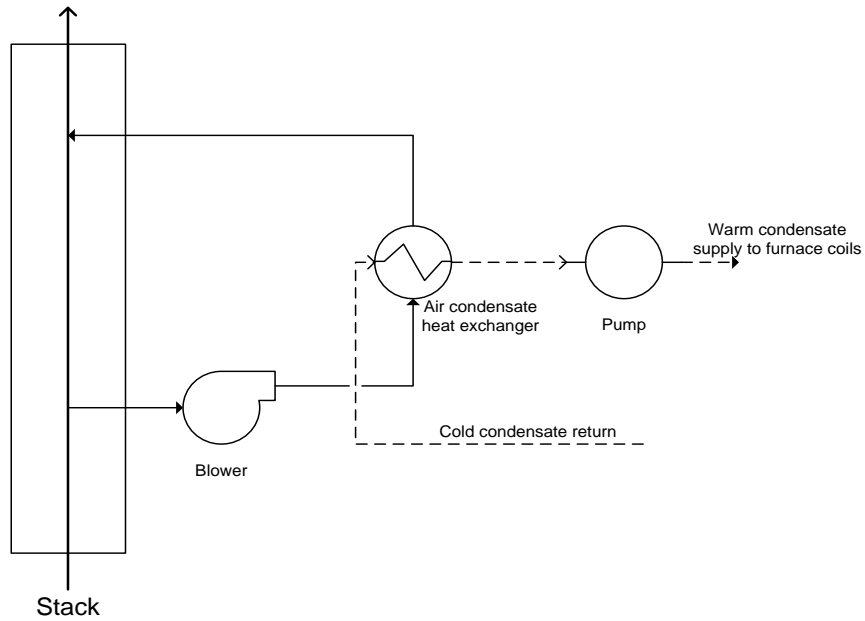 Warm condensate
supply to furnace coils
Air condensate
heat exchanger
Pump
Cold condensate return
Blower
Stack